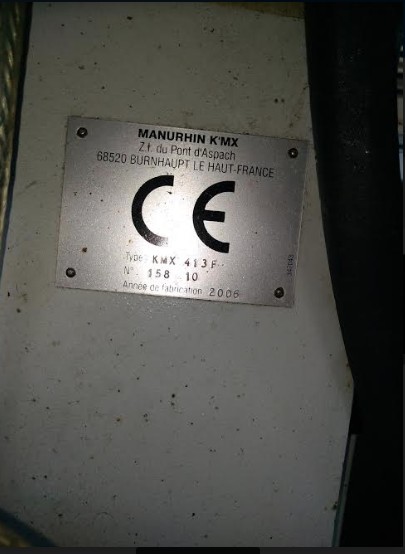 MANURHIN K'MX
Z.I. du Pont d'Aspach
68520 BURNHAUPT LE HAUT-FRANCE
CE
Type KMX 413F
N° 158 10
Année de fabrication 2006